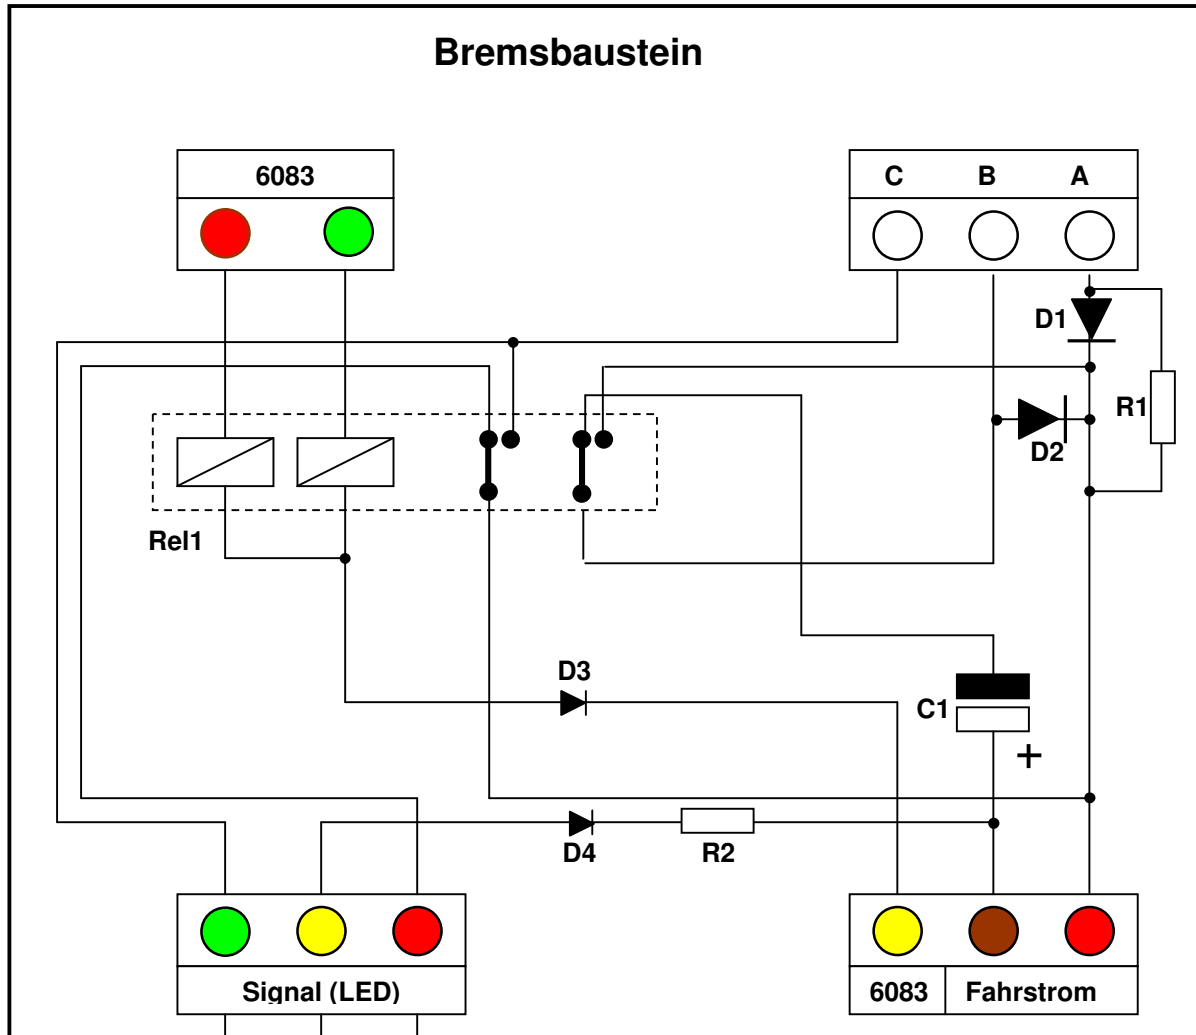 Bremsbaustein
6083
C B A
D1
R1
D2
Rel1
D3
C1
+
D4 R2
Signal (LED)
6083 Fahrstrom